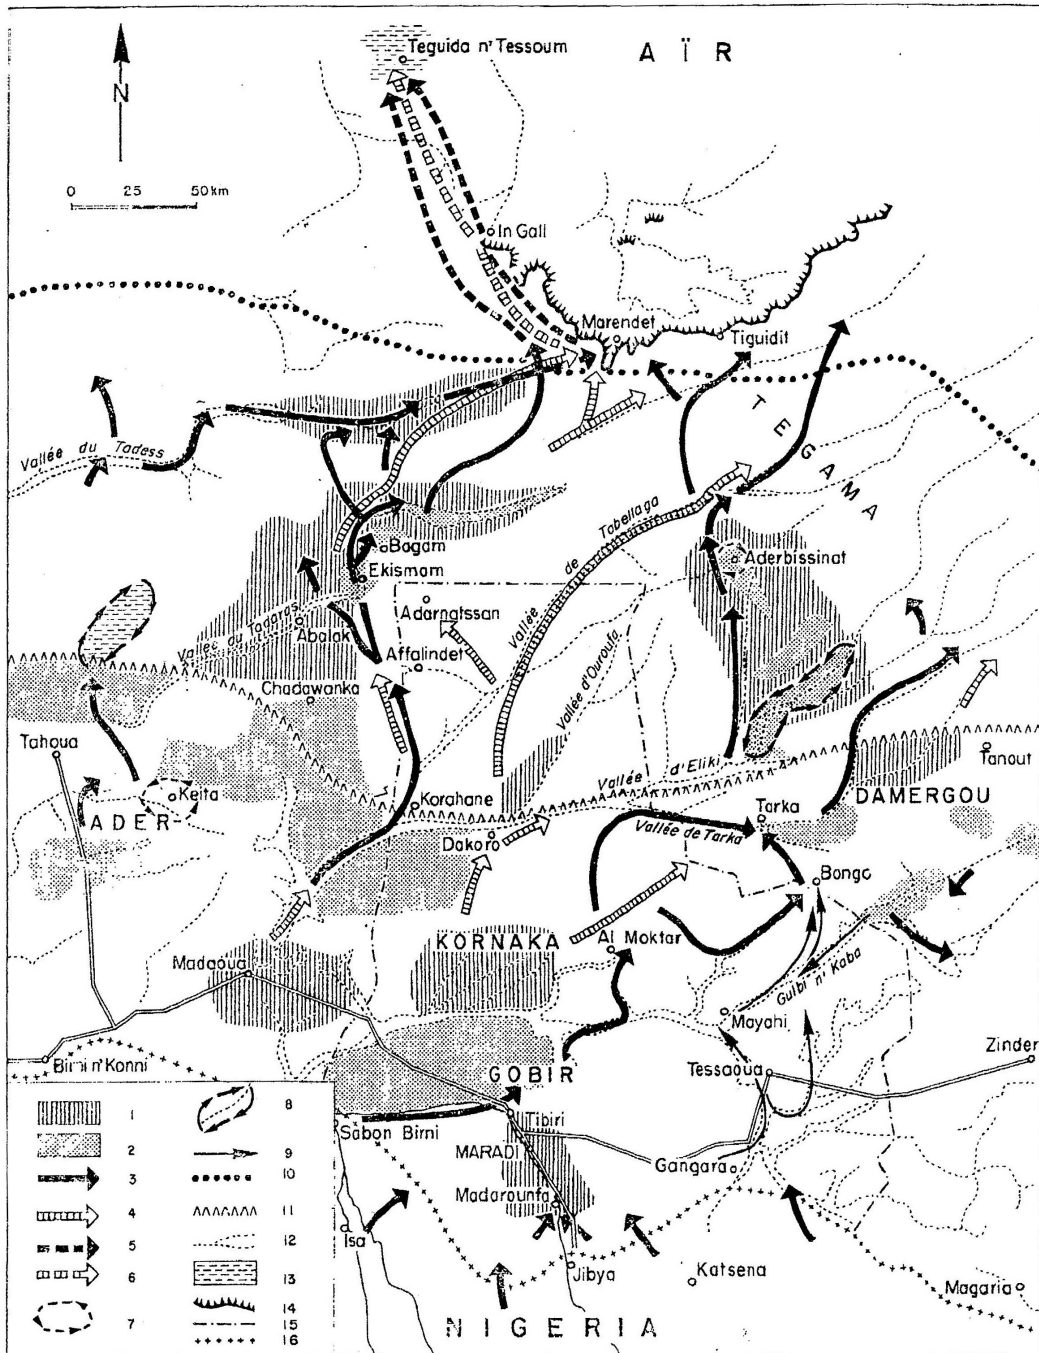 Teguida n' Tessoum
AÏR
N
0 25 50 km
In Gall
Marendet
Tiguidit
TEGAMA
Vallée du Tadess
Bagam
Ekismam
Aderbissinat
Vallée de Tabellaga
Adarnatssan
Vallée du Tadaras
Abalak
Affalindet
Vallée d'Ouroufa
Chadawanka
Tahoua
Vallée d'Eliki
Tanout
Keita
Korahane
Tarka
DAMERGOU
ADER
Dakoro
Vallée de Tarka
Bongo
KORNAKA
Al Moktar
Madaoua
Gulbi n' Kaba
Mayahi
Birni n' Konni
GOBIR
Tessaoua
Zinder
Tibiri
Sabon Birni
MARADI
Gangara
Madarounfa
Isa
Jibya
Katsena
Magaria
NIGERIA
1
2
3
4
5
6
7
8
9
10
11
12
13
14
15
16